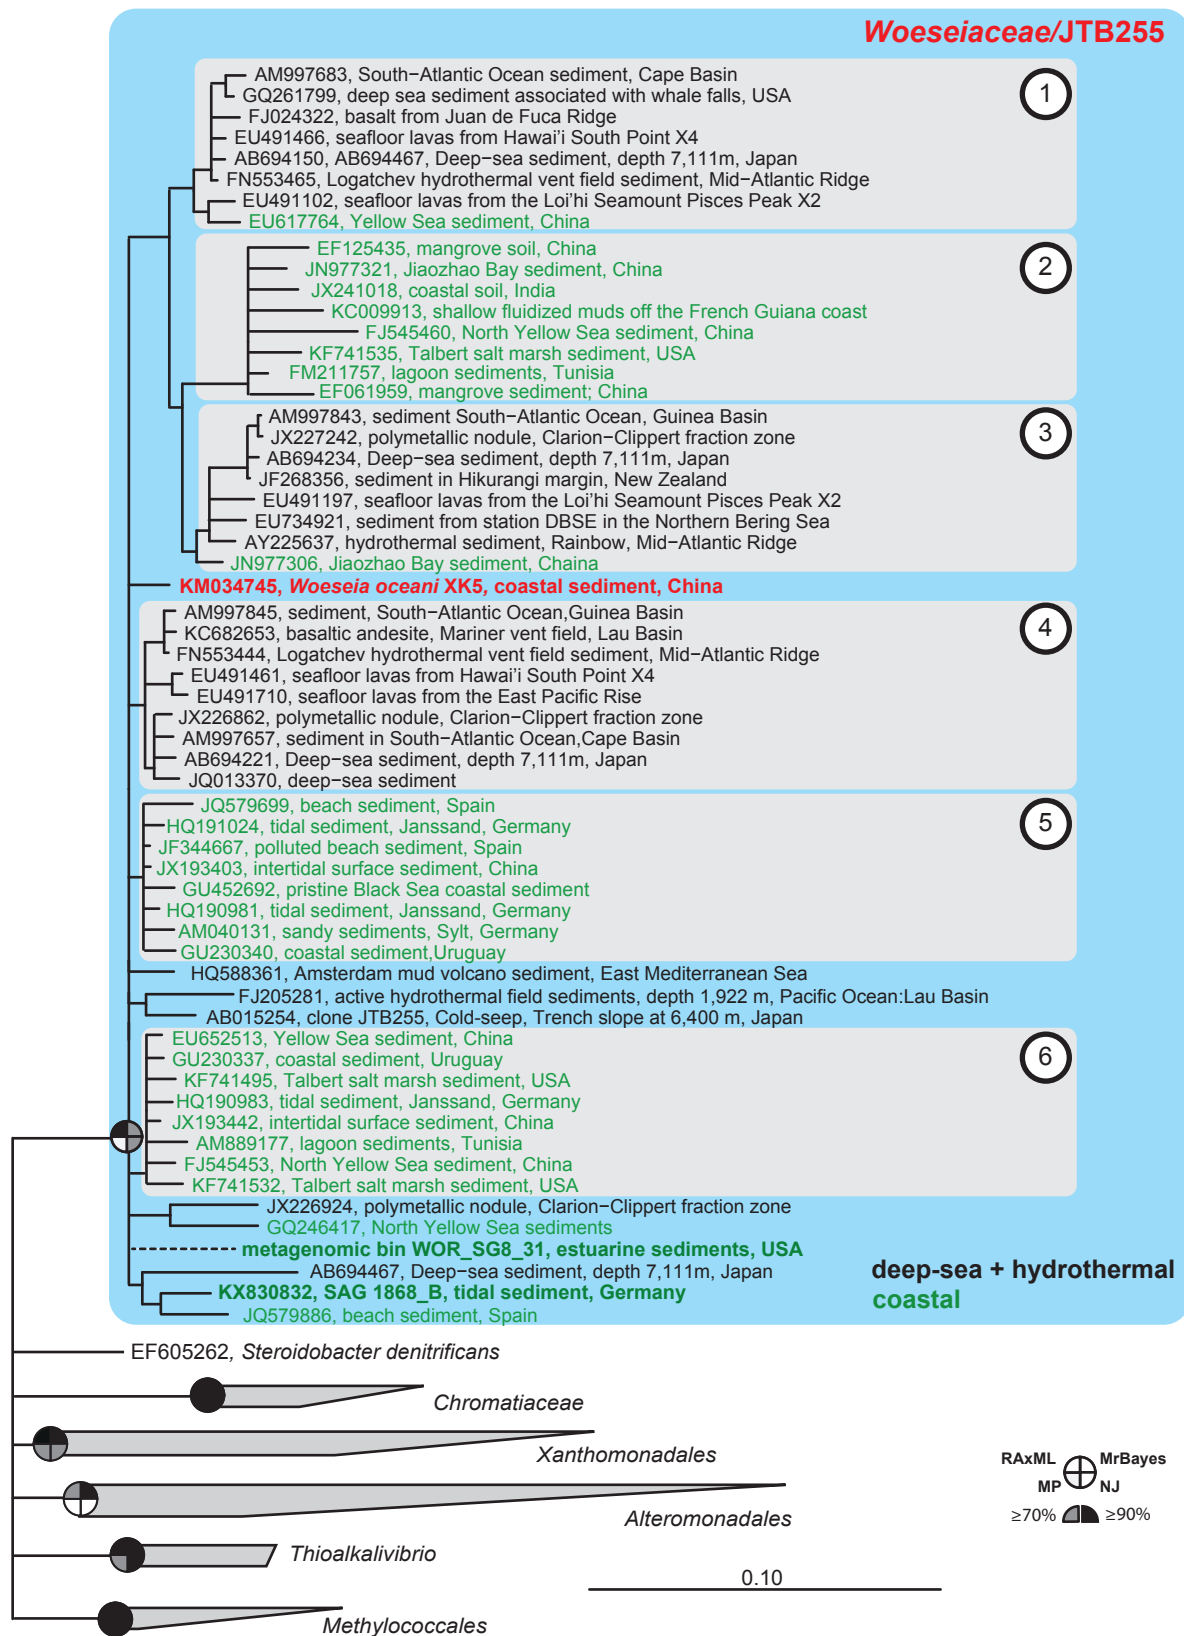 Woeseiaceae/JTB255
1
AM997683, South−Atlantic Ocean sediment, Cape Basin
GQ261799, deep sea sediment associated with whale falls, USA
FJ024322, basalt from Juan de Fuca Ridge
EU491466, seafloor lavas from Hawai'i South Point X4
AB694150, AB694467, Deep−sea sediment, depth 7,111m, Japan
FN553465, Logatchev hydrothermal vent field sediment, Mid−Atlantic Ridge
EU491102, seafloor lavas from the Loi'hi Seamount Pisces Peak X2
EU617764, Yellow Sea sediment, China
2
EF125435, mangrove soil, China
JN977321, Jiaozhao Bay sediment, China
JX241018, coastal soil, India
KC009913, shallow fluidized muds off the French Guiana coast
FJ545460, North Yellow Sea sediment, China
KF741535, Talbert salt marsh sediment, USA
FM211757, lagoon sediments, Tunisia
EF061959, mangrove sediment; China
3
AM997843, sediment South−Atlantic Ocean, Guinea Basin
JX227242, polymetallic nodule, Clarion−Clippert fraction zone
AB694234, Deep−sea sediment, depth 7,111m, Japan
JF268356, sediment in Hikurangi margin, New Zealand
EU491197, seafloor lavas from the Loi'hi Seamount Pisces Peak X2
EU734921, sediment from station DBSE in the Northern Bering Sea
AY225637, hydrothermal sediment, Rainbow, Mid−Atlantic Ridge
JN977306, Jiaozhao Bay sediment, Chaina
KM034745, Woeseia oceani XK5, coastal sediment, China
4
AM997845, sediment, South−Atlantic Ocean,Guinea Basin
KC682653, basaltic andesite, Mariner vent field, Lau Basin
FN553444, Logatchev hydrothermal vent field sediment, Mid−Atlantic Ridge
EU491461, seafloor lavas from Hawai'i South Point X4
EU491710, seafloor lavas from the East Pacific Rise
JX226862, polymetallic nodule, Clarion−Clippert fraction zone
AM997657, sediment in South−Atlantic Ocean,Cape Basin
AB694221, Deep−sea sediment, depth 7,111m, Japan
JQ013370, deep−sea sediment
5
JQ579699, beach sediment, Spain
HQ191024, tidal sediment, Janssand, Germany
JF344667, polluted beach sediment, Spain
JX193403, intertidal surface sediment, China
GU452692, pristine Black Sea coastal sediment
HQ190981, tidal sediment, Janssand, Germany
AM040131, sandy sediments, Sylt, Germany
GU230340, coastal sediment,Uruguay
HQ588361, Amsterdam mud volcano sediment, East Mediterranean Sea
FJ205281, active hydrothermal field sediments, depth 1,922 m, Pacific Ocean:Lau Basin
AB015254, clone JTB255, Cold-seep, Trench slope at 6,400 m, Japan
6
EU652513, Yellow Sea sediment, China
GU230337, coastal sediment, Uruguay
KF741495, Talbert salt marsh sediment, USA
HQ190983, tidal sediment, Janssand, Germany
JX193442, intertidal surface sediment, China
AM889177, lagoon sediments, Tunisia
FJ545453, North Yellow Sea sediment, China
KF741532, Talbert salt marsh sediment, USA
JX226924, polymetallic nodule, Clarion−Clippert fraction zone
GQ246417, North Yellow Sea sediments
metagenomic bin WOR_SG8_31, estuarine sediments, USA
AB694467, Deep−sea sediment, depth 7,111m, Japan
KX830832, SAG 1868_B, tidal sediment, Germany
JQ579886, beach sediment, Spain
deep-sea + hydrothermal
coastal
EF605262, Steroidobacter denitrificans
Chromatiaceae
Xanthomonadales
Alteromonadales
Thioalkalivibrio
Methylococcales
RAxML MrBayes
MP NJ
≥70% ≥90%
0.10